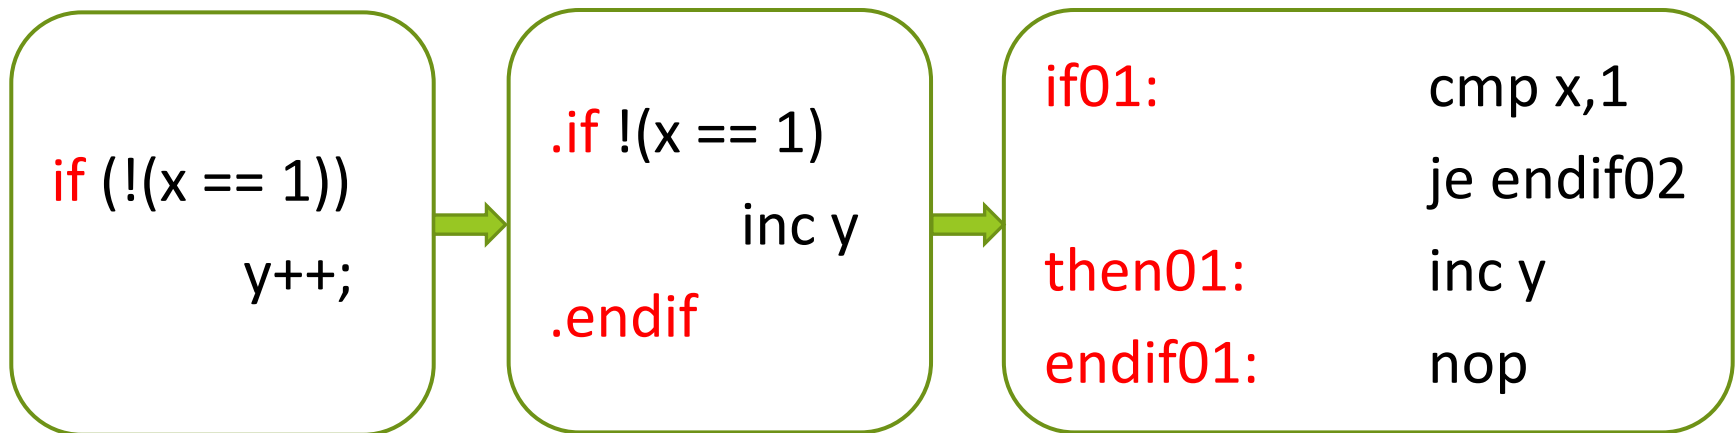 if (!(x == 1))
y++;
.if !(x == 1)
inc y
.endif
if01: cmp x,1
je endif02
then01: inc y
endif01: nop